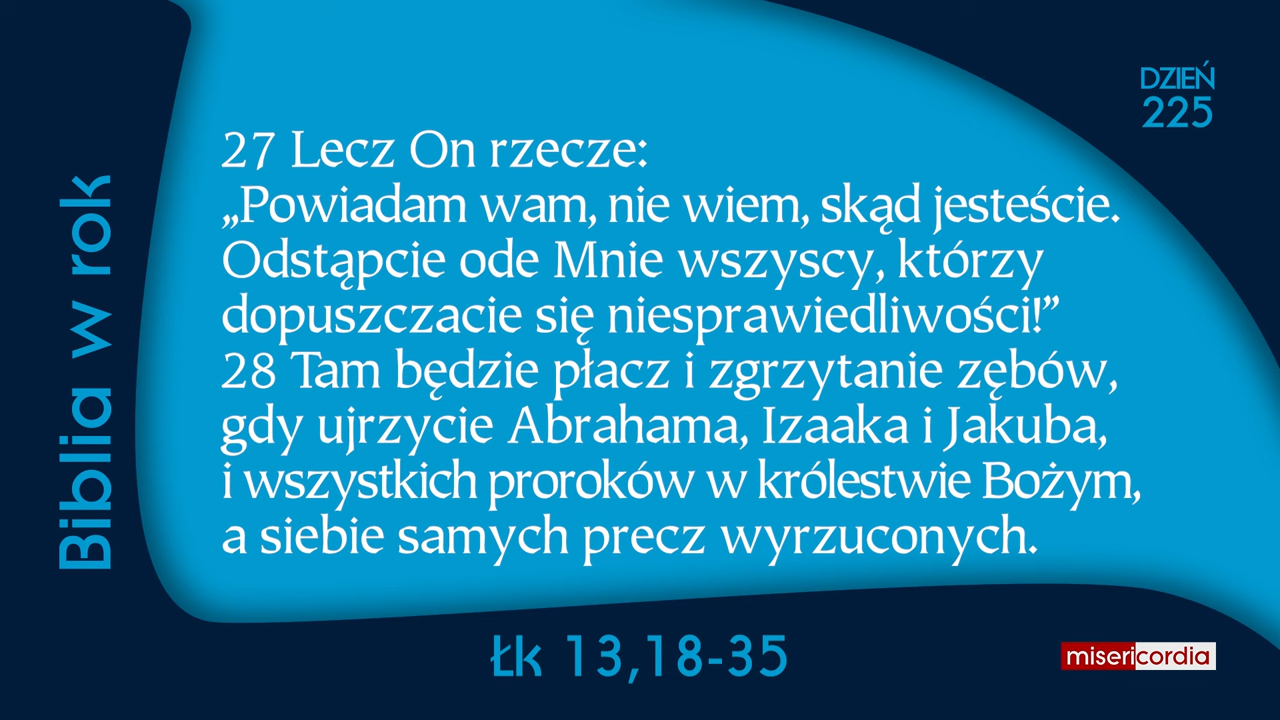 DZIEŃ
225
27 Lecz On rzecze:
„Powiadam wam, nie wiem, skąd jesteście.
Odstąpcie ode Mnie wszyscy, którzy
dopuszczacie się niesprawiedliwości!”
28 Tam będzie płacz i zgrzytanie zębów,
gdy ujrzycie Abrahama, Izaaka i Jakuba,
i wszystkich proroków w królestwie Bożym,
a siebie samych precz wyrzuconych.
Biblia w rok
Łk 13,18-35
misericordia